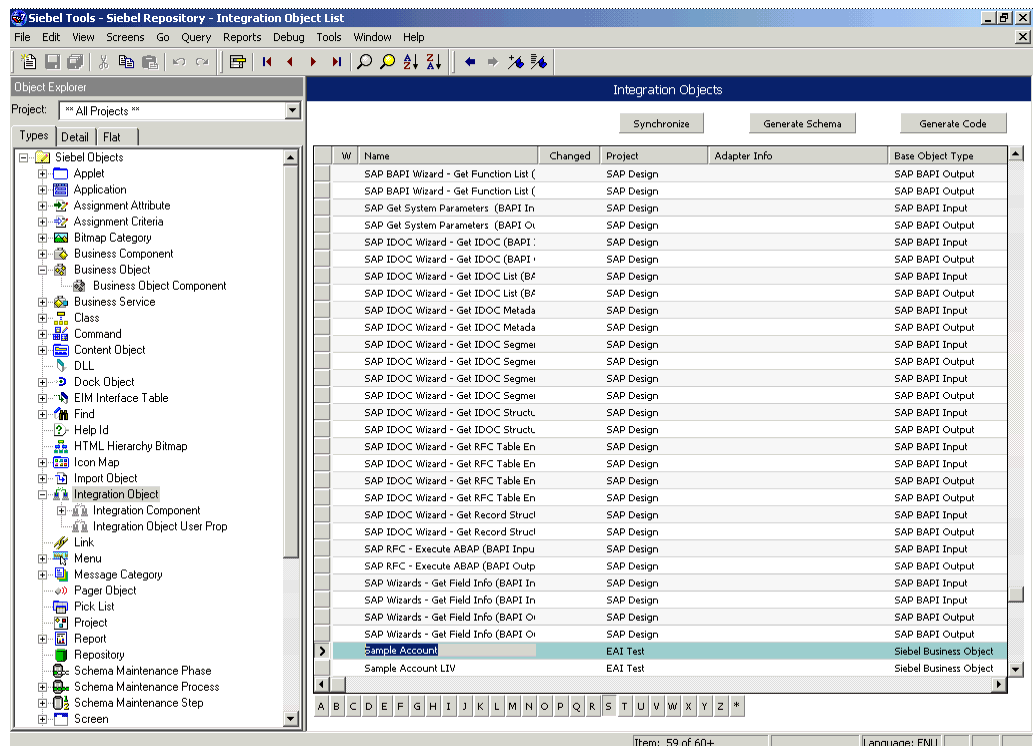 Siebel Tools - Siebel Repository - Integration Object List
File Edit View Screens Go Query Reports Debug Tools Window Help
Object Explorer
Project: ** All Projects **
Types Detail Flat
Siebel Objects
Applet
Application
Assignment Attribute
Assignment Criteria
Bitmap Category
Business Component
Business Object
Business Object Component
Business Service
Class
Command
Content Object
DLL
Dock Object
EIM Interface Table
Find
Help Id
HTML Hierarchy Bitmap
Icon Map
Import Object
Integration Object
Integration Component
Integration Object User Prop
Link
Menu
Message Category
Pager Object
Pick List
Project
Report
Repository
Schema Maintenance Phase
Schema Maintenance Process
Schema Maintenance Step
Screen
Integration Objects
Synchronize Generate Schema Generate Code
W Name Changed Project Adapter Info Base Object Type
SAP BAPI Wizard - Get Function List ( SAP Design SAP BAPI Output
SAP BAPI Wizard - Get Function List ( SAP Design SAP BAPI Output
SAP Get System Parameters (BAPI In SAP Design SAP BAPI Input
SAP Get System Parameters (BAPI Ou SAP Design SAP BAPI Output
SAP IDOC Wizard - Get IDOC (BAPI SAP Design SAP BAPI Input
SAP IDOC Wizard - Get IDOC (BAPI SAP Design SAP BAPI Output
SAP IDOC Wizard - Get IDOC List (BA SAP Design SAP BAPI Input
SAP IDOC Wizard - Get IDOC List (BA SAP Design SAP BAPI Output
SAP IDOC Wizard - Get IDOC Metada SAP Design SAP BAPI Input
SAP IDOC Wizard - Get IDOC Metada SAP Design SAP BAPI Output
SAP IDOC Wizard - Get IDOC Segmer SAP Design SAP BAPI Input
SAP IDOC Wizard - Get IDOC Segmer SAP Design SAP BAPI Output
SAP IDOC Wizard - Get IDOC Segmer SAP Design SAP BAPI Input
SAP IDOC Wizard - Get IDOC Segmer SAP Design SAP BAPI Output
SAP IDOC Wizard - Get IDOC Structu SAP Design SAP BAPI Input
SAP IDOC Wizard - Get IDOC Structu SAP Design SAP BAPI Output
SAP IDOC Wizard - Get RFC Table En SAP Design SAP BAPI Input
SAP IDOC Wizard - Get RFC Table En SAP Design SAP BAPI Output
SAP IDOC Wizard - Get RFC Table En SAP Design SAP BAPI Input
SAP IDOC Wizard - Get RFC Table En SAP Design SAP BAPI Output
SAP IDOC Wizard - Get Record Struct SAP Design SAP BAPI Input
SAP IDOC Wizard - Get Record Struct SAP Design SAP BAPI Output
SAP RFC - Execute ABAP (BAPI Inpu SAP Design SAP BAPI Input
SAP RFC - Execute ABAP (BAPI Outp SAP Design SAP BAPI Output
SAP Wizards - Get Field Info (BAPI In SAP Design SAP BAPI Input
SAP Wizards - Get Field Info (BAPI In SAP Design SAP BAPI Input
SAP Wizards - Get Field Info (BAPI Ou SAP Design SAP BAPI Output
SAP Wizards - Get Field Info (BAPI Ou SAP Design SAP BAPI Output
Sample Account EAI Test Siebel Business Object
Sample Account LIV EAI Test Siebel Business Object
A B C D E F G H I J K L M N O P Q R S T U V W X Y Z *
Item: 59 of 60+ Language: ENU